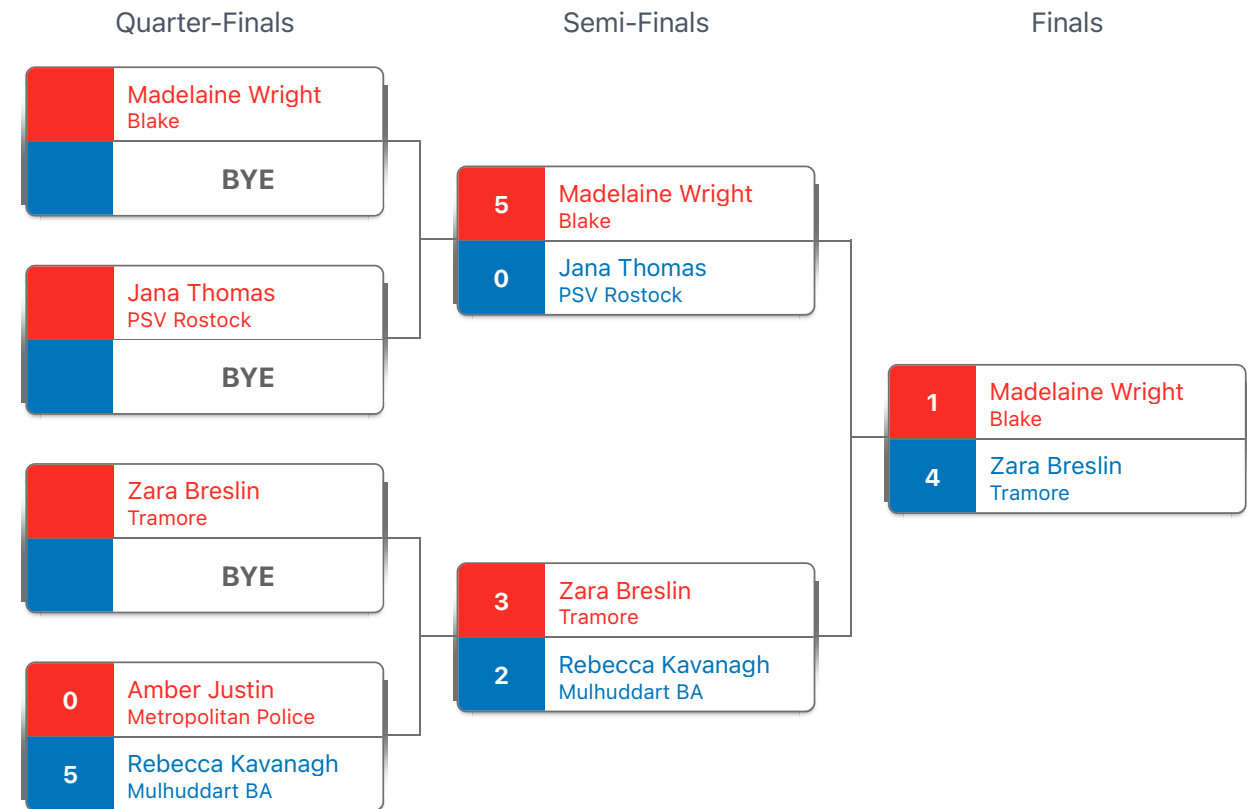 Quarter-Finals
Semi-Finals
Finals
Madelaine Wright
Blake
BYE
Jana Thomas
PSV Rostock
BYE
Zara Breslin
Tramore
BYE
0
Amber Justin
Metropolitan Police
5
Rebecca Kavanagh
Mulhuddart BA
5
Madelaine Wright
Blake
0
Jana Thomas
PSV Rostock
3
Zara Breslin
Tramore
2
Rebecca Kavanagh
Mulhuddart BA
1
Madelaine Wright
Blake
4
Zara Breslin
Tramore